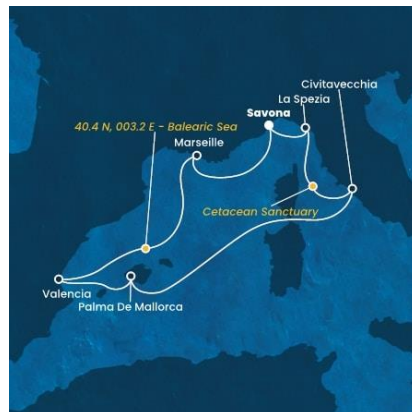 Civitavecchia
La Spezia
Savona
40.4 N, 003.2 E - Balearic Sea
Marseille
Cetacean Sanctuary
Valencia
Palma De Mallorca